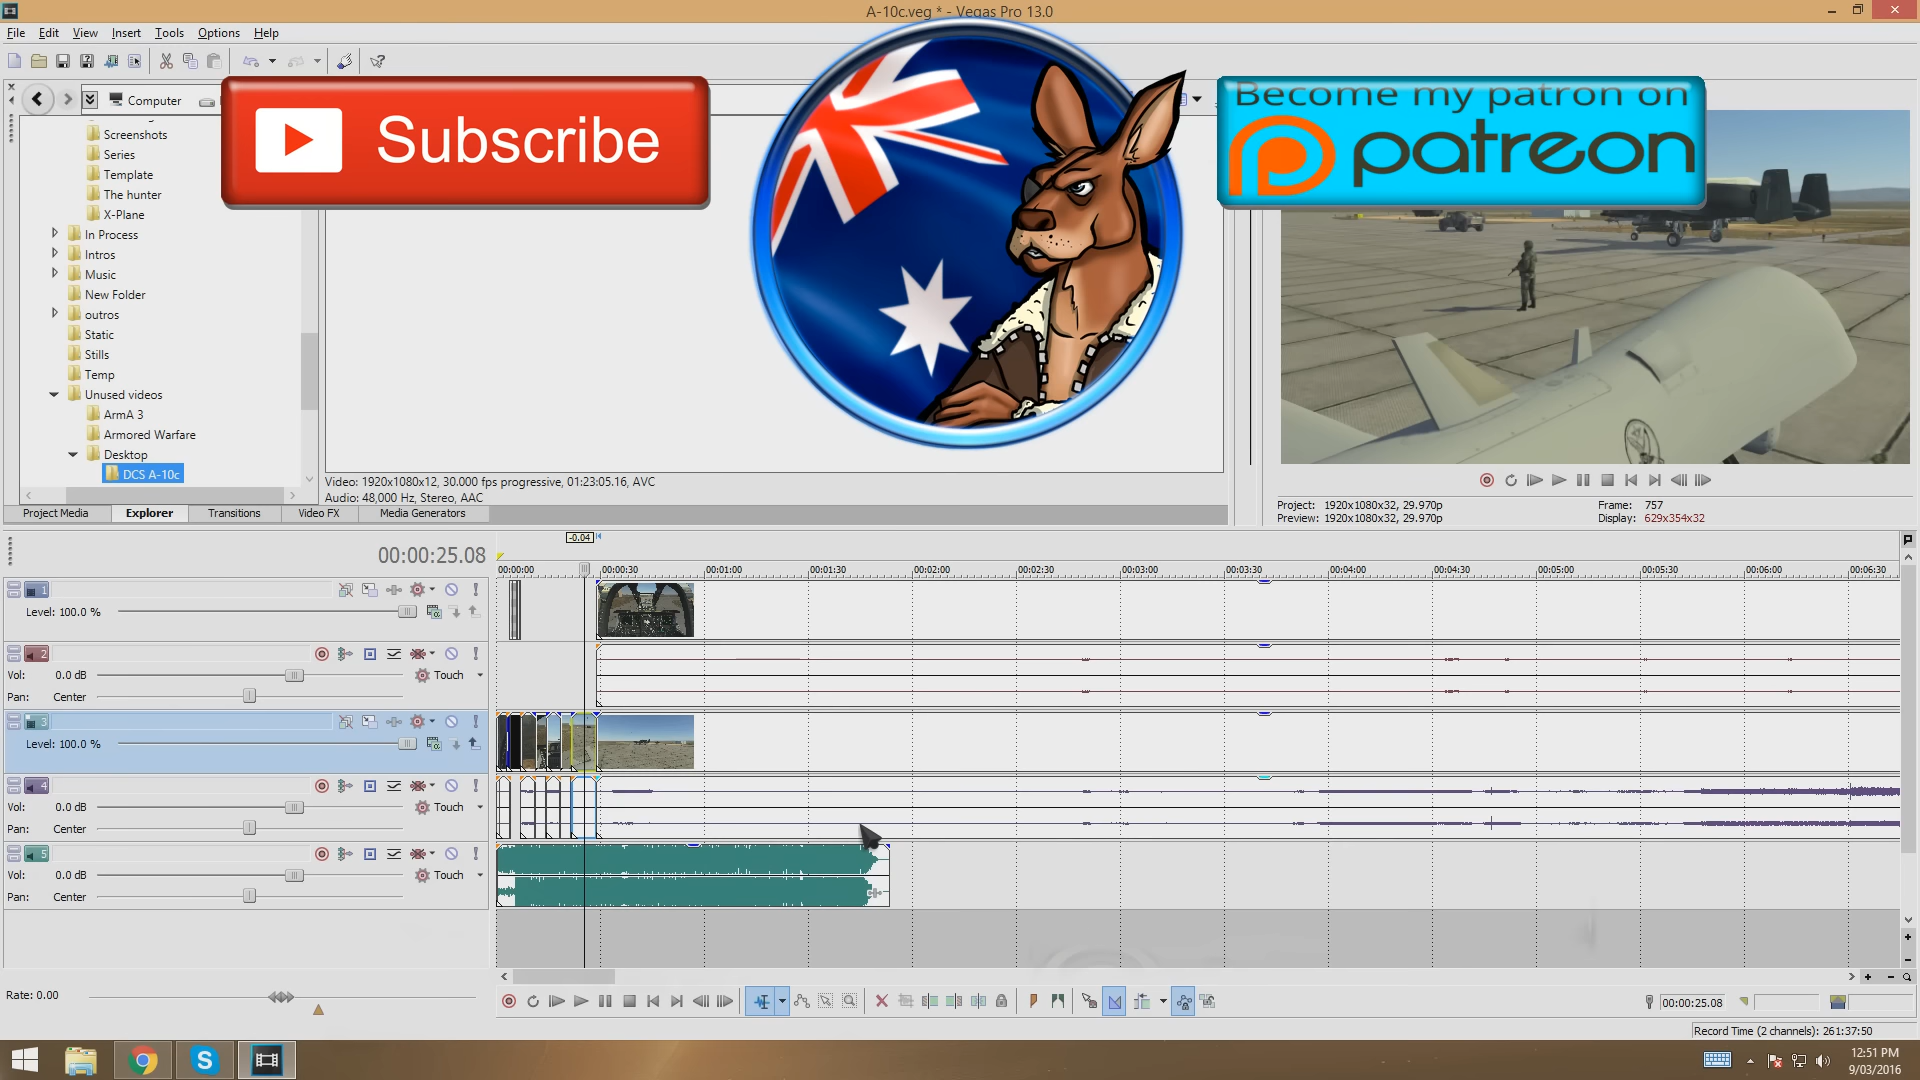 A-10c.veg * - Vegas Pro 13.0
File Edit View Insert Tools Options Help
Computer
Subscribe
Become my patron on
patreon
Screenshots
Series
Template
The hunter
X-Plane
In Process
Intros
Music
New Folder
outros
Static
Stills
Temp
Unused videos
ArmA 3
Armored Warfare
Desktop
DCS A-10c
Video: 1920x1080x12, 30.000 fps progressive, 01:23:05.16, AVC
Audio: 48,000 Hz, Stereo, AAC
Project Media Explorer Transitions Video FX Media Generators
Project: 1920x1080x32, 29.970p Frame: 757
Preview: 1920x1080x32, 29.970p Display: 629x354x32
-0.04
00:00:25.08
00:00:00 00:00:30 00:01:00 00:01:30 00:02:00 00:02:30 00:03:00 00:03:30 00:04:00 00:04:30 00:05:00 00:05:30 00:06:00 00:06:30
1
Level: 100.0 %
2
Vol: 0.0 dB Touch
Pan: Center
3
Level: 100.0 %
4
Vol: 0.0 dB Touch
Pan: Center
5
Vol: 0.0 dB Touch
Pan: Center
Rate: 0.00
00:00:25.08
Record Time (2 channels): 261:37:50
12:51 PM
9/03/2016